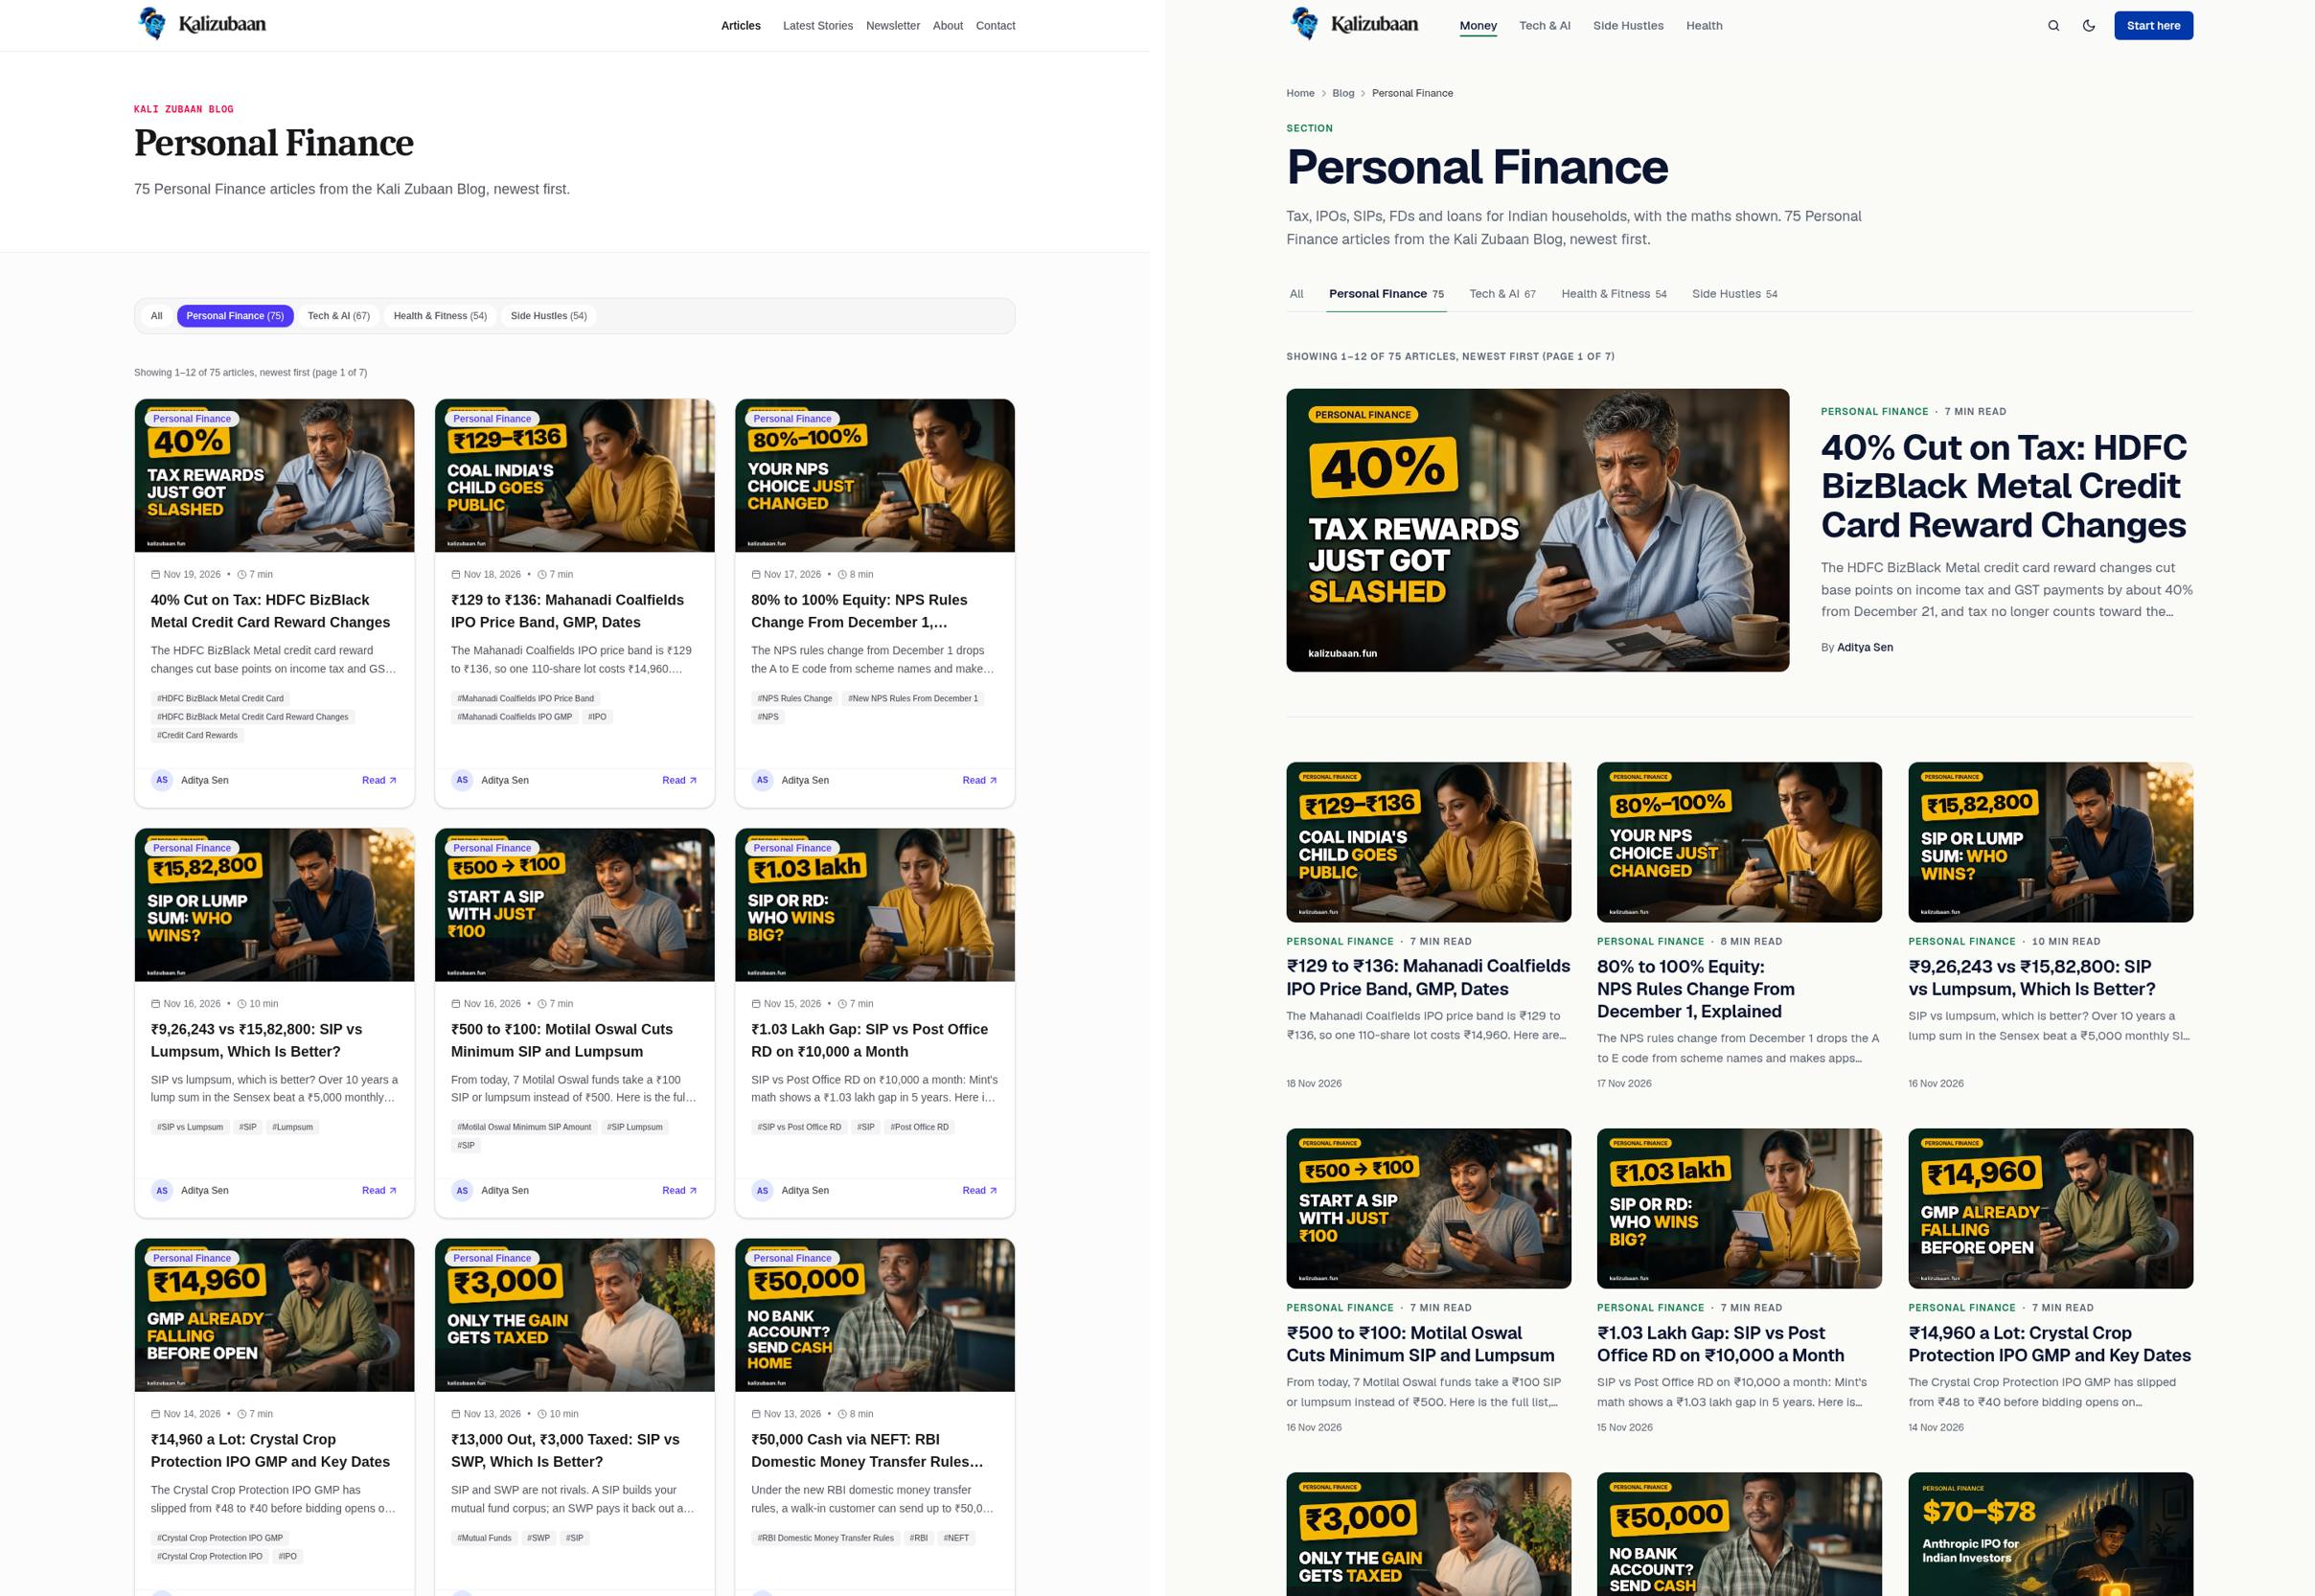 Kalizubaan
Articles
Latest Stories
Newsletter
About
Contact
KALI ZUBAAN BLOG
Personal Finance
75 Personal Finance articles from the Kali Zubaan Blog, newest first.
All
Personal Finance (75)
Tech & AI (67)
Health & Fitness (54)
Side Hustles (54)
Showing 1–12 of 75 articles, newest first (page 1 of 7)
Personal Finance
40%
TAX REWARDS
JUST GOT
SLASHED
kalizubaan.fun
Nov 19, 2026 • 7 min
40% Cut on Tax: HDFC BizBlack
Metal Credit Card Reward Changes
The HDFC BizBlack Metal credit card reward
changes cut base points on income tax and GS...
#HDFC BizBlack Metal Credit Card
#HDFC BizBlack Metal Credit Card Reward Changes
#Credit Card Rewards
AS
Aditya Sen
Read
Personal Finance
₹129–₹136
COAL INDIA'S
CHILD GOES
PUBLIC
kalizubaan.fun
Nov 18, 2026 • 7 min
₹129 to ₹136: Mahanadi Coalfields
IPO Price Band, GMP, Dates
The Mahanadi Coalfields IPO price band is ₹129
to ₹136, so one 110-share lot costs ₹14,960....
#Mahanadi Coalfields IPO Price Band
#Mahanadi Coalfields IPO GMP #IPO
AS
Aditya Sen
Read
Personal Finance
80%–100%
YOUR NPS
CHOICE JUST
CHANGED
kalizubaan.fun
Nov 17, 2026 • 8 min
80% to 100% Equity: NPS Rules
Change From December 1,...
The NPS rules change from December 1 drops
the A to E code from scheme names and make...
#NPS Rules Change #New NPS Rules From December 1
#NPS
AS
Aditya Sen
Read
Personal Finance
₹15,82,800
SIP OR LUMP
SUM: WHO
WINS?
kalizubaan.fun
Nov 16, 2026 • 10 min
₹9,26,243 vs ₹15,82,800: SIP vs
Lumpsum, Which Is Better?
SIP vs lumpsum, which is better? Over 10 years a
lump sum in the Sensex beat a ₹5,000 monthly...
#SIP vs Lumpsum #SIP #Lumpsum
AS
Aditya Sen
Read
Personal Finance
₹500 → ₹100
START A SIP
WITH JUST
₹100
kalizubaan.fun
Nov 16, 2026 • 7 min
₹500 to ₹100: Motilal Oswal Cuts
Minimum SIP and Lumpsum
From today, 7 Motilal Oswal funds take a ₹100
SIP or lumpsum instead of ₹500. Here is the ful...
#Motilal Oswal Minimum SIP Amount #SIP Lumpsum
#SIP
AS
Aditya Sen
Read
Personal Finance
₹1.03 lakh
SIP OR RD:
WHO WINS
BIG?
kalizubaan.fun
Nov 15, 2026 • 7 min
₹1.03 Lakh Gap: SIP vs Post Office
RD on ₹10,000 a Month
SIP vs Post Office RD on ₹10,000 a month: Mint's
math shows a ₹1.03 lakh gap in 5 years. Here i...
#SIP vs Post Office RD #SIP #Post Office RD
AS
Aditya Sen
Read
Personal Finance
₹14,960
GMP ALREADY
FALLING
BEFORE OPEN
kalizubaan.fun
Nov 14, 2026 • 7 min
₹14,960 a Lot: Crystal Crop
Protection IPO GMP and Key Dates
The Crystal Crop Protection IPO GMP has
slipped from ₹48 to ₹40 before bidding opens o...
#Crystal Crop Protection IPO GMP
#Crystal Crop Protection IPO #IPO
Personal Finance
₹3,000
ONLY THE GAIN
GETS TAXED
kalizubaan.fun
Nov 13, 2026 • 10 min
₹13,000 Out, ₹3,000 Taxed: SIP vs
SWP, Which Is Better?
SIP and SWP are not rivals. A SIP builds your
mutual fund corpus; an SWP pays it back out a...
#Mutual Funds #SWP #SIP
Personal Finance
₹50,000
NO BANK
ACCOUNT?
SEND CASH
HOME
kalizubaan.fun
Nov 13, 2026 • 8 min
₹50,000 Cash via NEFT: RBI
Domestic Money Transfer Rules...
Under the new RBI domestic money transfer
rules, a walk-in customer can send up to ₹50,0...
#RBI Domestic Money Transfer Rules #RBI #NEFT
Kalizubaan
Money
Tech & AI
Side Hustles
Health
Start here
Home > Blog > Personal Finance
SECTION
Personal Finance
Tax, IPOs, SIPs, FDs and loans for Indian households, with the maths shown. 75 Personal
Finance articles from the Kali Zubaan Blog, newest first.
All
Personal Finance 75
Tech & AI 67
Health & Fitness 54
Side Hustles 54
SHOWING 1–12 OF 75 ARTICLES, NEWEST FIRST (PAGE 1 OF 7)
PERSONAL FINANCE
40%
TAX REWARDS
JUST GOT
SLASHED
kalizubaan.fun
PERSONAL FINANCE · 7 MIN READ
40% Cut on Tax: HDFC
BizBlack Metal Credit
Card Reward Changes
The HDFC BizBlack Metal credit card reward changes cut
base points on income tax and GST payments by about 40%
from December 21, and tax no longer counts toward the...
By Aditya Sen
PERSONAL FINANCE
₹129–₹136
COAL INDIA'S
CHILD GOES
PUBLIC
kalizubaan.fun
PERSONAL FINANCE · 7 MIN READ
₹129 to ₹136: Mahanadi Coalfields
IPO Price Band, GMP, Dates
The Mahanadi Coalfields IPO price band is ₹129 to
₹136, so one 110-share lot costs ₹14,960. Here are...
18 Nov 2026
PERSONAL FINANCE
80%–100%
YOUR NPS
CHOICE JUST
CHANGED
kalizubaan.fun
PERSONAL FINANCE · 8 MIN READ
80% to 100% Equity:
NPS Rules Change From
December 1, Explained
The NPS rules change from December 1 drops the A
to E code from scheme names and makes apps...
17 Nov 2026
PERSONAL FINANCE
₹15,82,800
SIP OR LUMP
SUM: WHO
WINS?
kalizubaan.fun
PERSONAL FINANCE · 10 MIN READ
₹9,26,243 vs ₹15,82,800: SIP
vs Lumpsum, Which Is Better?
SIP vs lumpsum, which is better? Over 10 years a
lump sum in the Sensex beat a ₹5,000 monthly SI...
16 Nov 2026
PERSONAL FINANCE
₹500 → ₹100
START A SIP
WITH JUST
₹100
kalizubaan.fun
PERSONAL FINANCE · 7 MIN READ
₹500 to ₹100: Motilal Oswal
Cuts Minimum SIP and Lumpsum
From today, 7 Motilal Oswal funds take a ₹100 SIP
or lumpsum instead of ₹500. Here is the full list,...
16 Nov 2026
PERSONAL FINANCE
₹1.03 lakh
SIP OR RD:
WHO WINS
BIG?
kalizubaan.fun
PERSONAL FINANCE · 7 MIN READ
₹1.03 Lakh Gap: SIP vs Post
Office RD on ₹10,000 a Month
SIP vs Post Office RD on ₹10,000 a month: Mint's
math shows a ₹1.03 lakh gap in 5 years. Here is...
15 Nov 2026
PERSONAL FINANCE
₹14,960
GMP ALREADY
FALLING
BEFORE OPEN
kalizubaan.fun
PERSONAL FINANCE · 7 MIN READ
₹14,960 a Lot: Crystal Crop
Protection IPO GMP and Key Dates
The Crystal Crop Protection IPO GMP has slipped
from ₹48 to ₹40 before bidding opens on...
14 Nov 2026
PERSONAL FINANCE
₹3,000
ONLY THE GAIN
GETS TAXED
PERSONAL FINANCE
₹50,000
NO BANK
ACCOUNT?
SEND CASH
PERSONAL FINANCE
$70–$78
Anthropic IPO for
Indian Investors